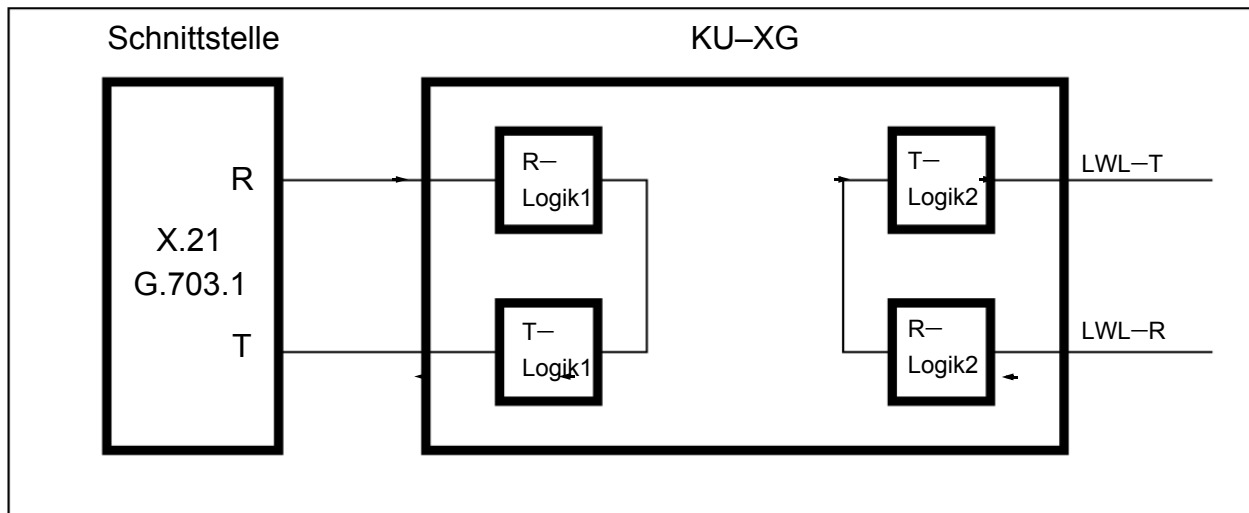 Schnittstelle
KU–XG
R
X.21
G.703.1
T
R–
Logik1
T–
Logik1
T–
Logik2
R–
Logik2
LWL–T
LWL–R